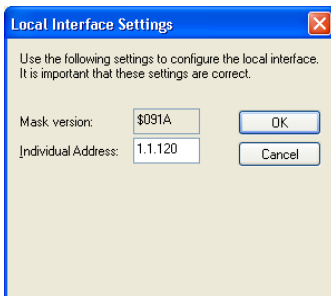 Local Interface Settings
Use the following settings to configure the local interface.
It is important that these settings are correct.
Mask version: $091A OK
Individual Address: 1.1.120 Cancel